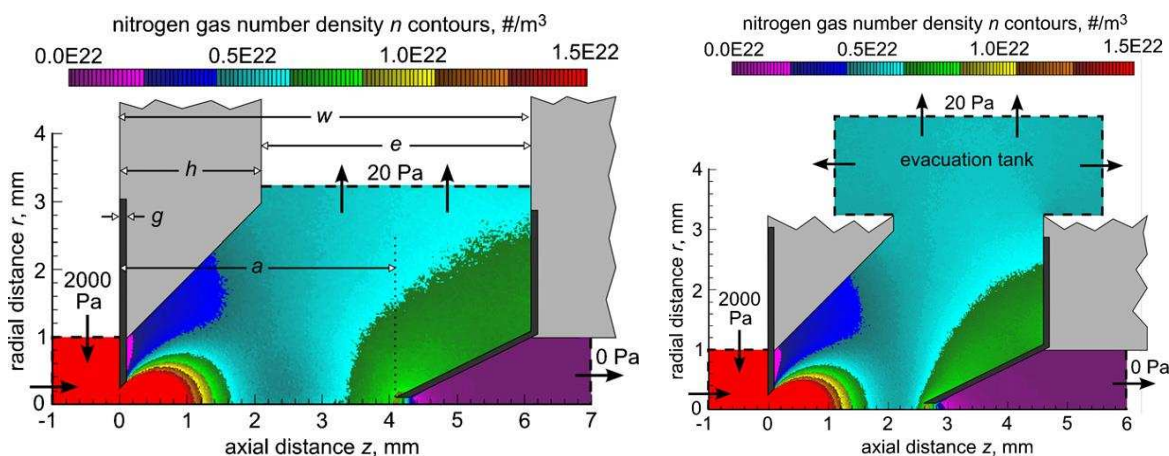 nitrogen gas number density n contours, #/m³
0.0E22 0.5E22 1.0E22 1.5E22
w
e
h
20 Pa
g
a
2000
Pa
0 Pa
radial distance r, mm
4
3
2
1
0
-1 0 1 2 3 4 5 6 7
axial distance z, mm
nitrogen gas number density n contours, #/m³
0.0E22 0.5E22 1.0E22 1.5E22
20 Pa
evacuation tank
2000
Pa
0 Pa
radial distance r, mm
4
3
2
1
0
-1 0 1 2 3 4 5 6
axial distance z, mm